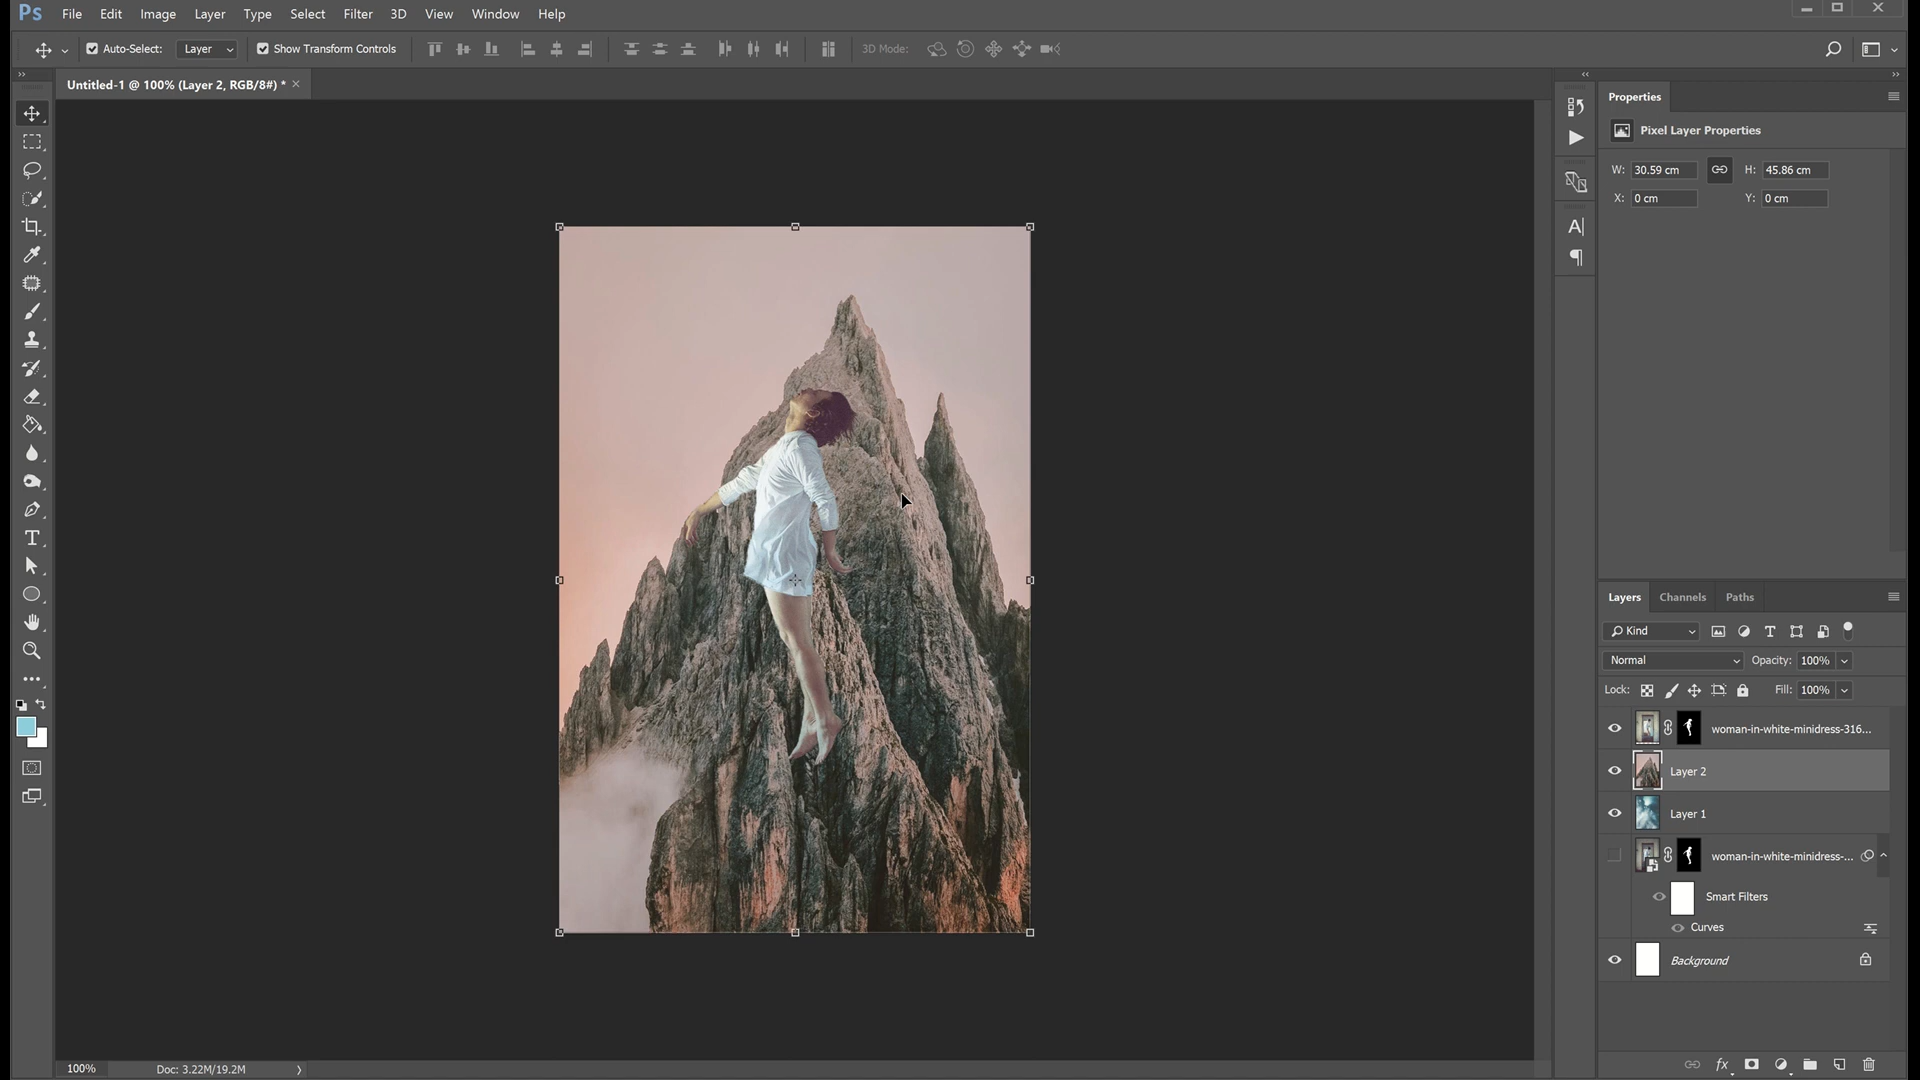 Ps File Edit Image Layer Type Select Filter 3D View Window Help
Auto-Select: Layer Show Transform Controls 3D Mode:
Untitled-1 @ 100% (Layer 2, RGB/8#) * ×
Properties
Pixel Layer Properties
W: 30.59 cm H: 45.86 cm
X: 0 cm Y: 0 cm
Layers Channels Paths
Kind
Normal Opacity: 100%
Lock: Fill: 100%
woman-in-white-minidress-316...
Layer 2
Layer 1
woman-in-white-minidress-...
Smart Filters
Curves
Background
100% Doc: 3.22M/19.2M